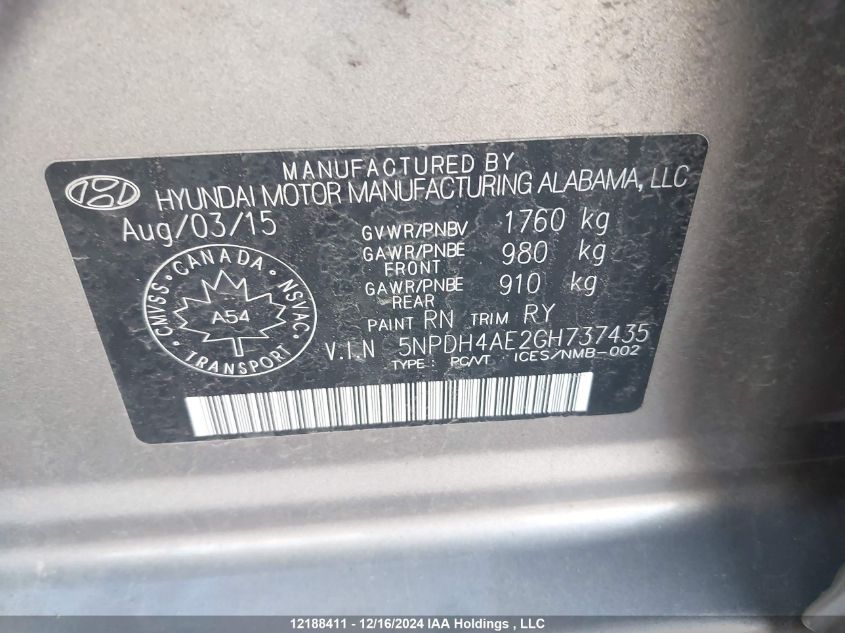 MANUFACTURED BY
HYUNDAI MOTOR MANUFACTURING ALABAMA, LLC
Aug/03/15
GVWR/PNBV 1760 kg
GAWR/PNBE FRONT 980 kg
GAWR/PNBE REAR 910 kg
PAINT RN TRIM RY
V.I.N 5NPDH4AE2GH737435
TYPE : PC/VT ICES/NMB-002
CMVSS · CANADA · NSVAC
A54
TRANSPORT
12188411 - 12/16/2024 IAA Holdings , LLC